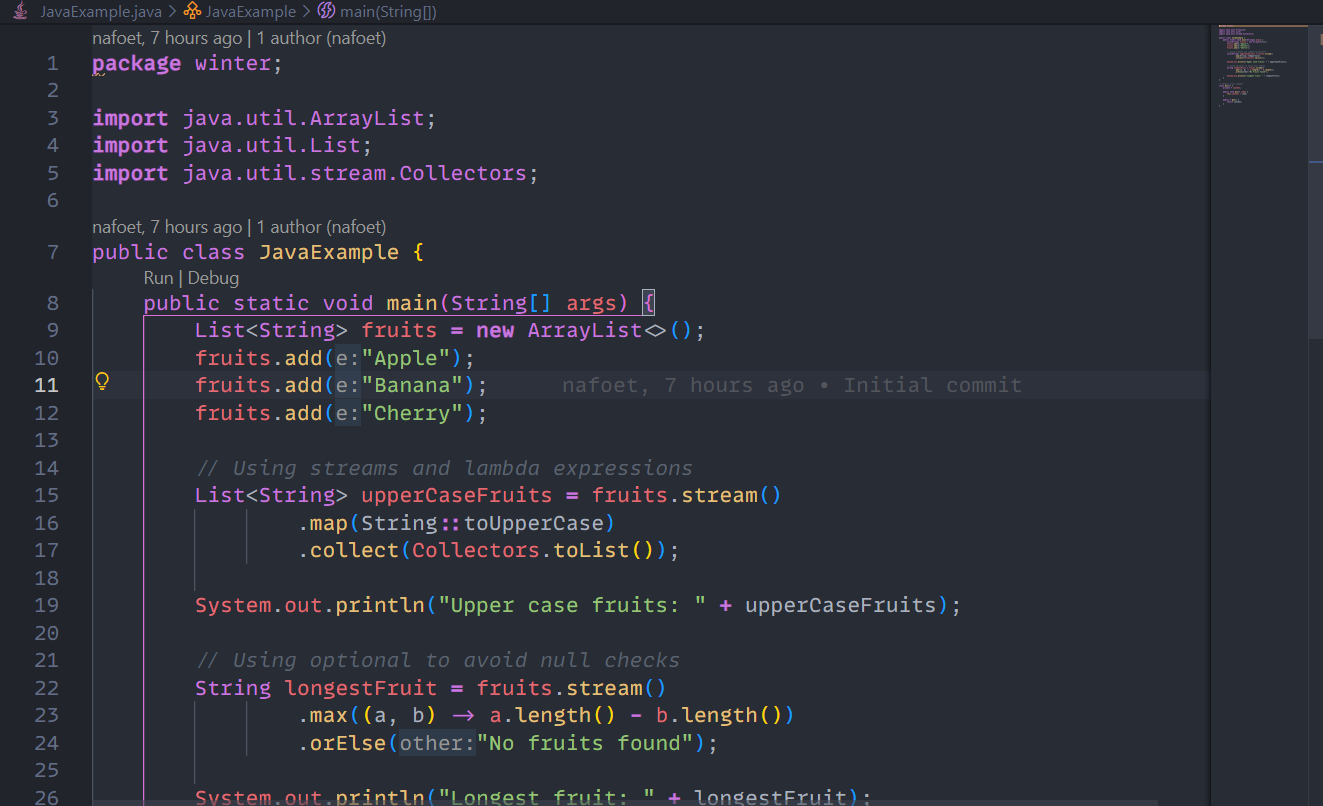 JavaExample.java > JavaExample > main(String[])
nafoet, 7 hours ago | 1 author (nafoet)
1 package winter;
2
3 import java.util.ArrayList;
4 import java.util.List;
5 import java.util.stream.Collectors;
6
nafoet, 7 hours ago | 1 author (nafoet)
7 public class JavaExample {
Run | Debug
8 public static void main(String[] args) {
9 List<String> fruits = new ArrayList<>();
10 fruits.add(e:"Apple");
11 fruits.add(e:"Banana"); nafoet, 7 hours ago • Initial commit
12 fruits.add(e:"Cherry");
13
14 // Using streams and lambda expressions
15 List<String> upperCaseFruits = fruits.stream()
16 .map(String::toUpperCase)
17 .collect(Collectors.toList());
18
19 System.out.println("Upper case fruits: " + upperCaseFruits);
20
21 // Using optional to avoid null checks
22 String longestFruit = fruits.stream()
23 .max((a, b) → a.length() - b.length())
24 .orElse(other:"No fruits found");
25
26 System.out.println("Longest fruit: " + longestFruit);